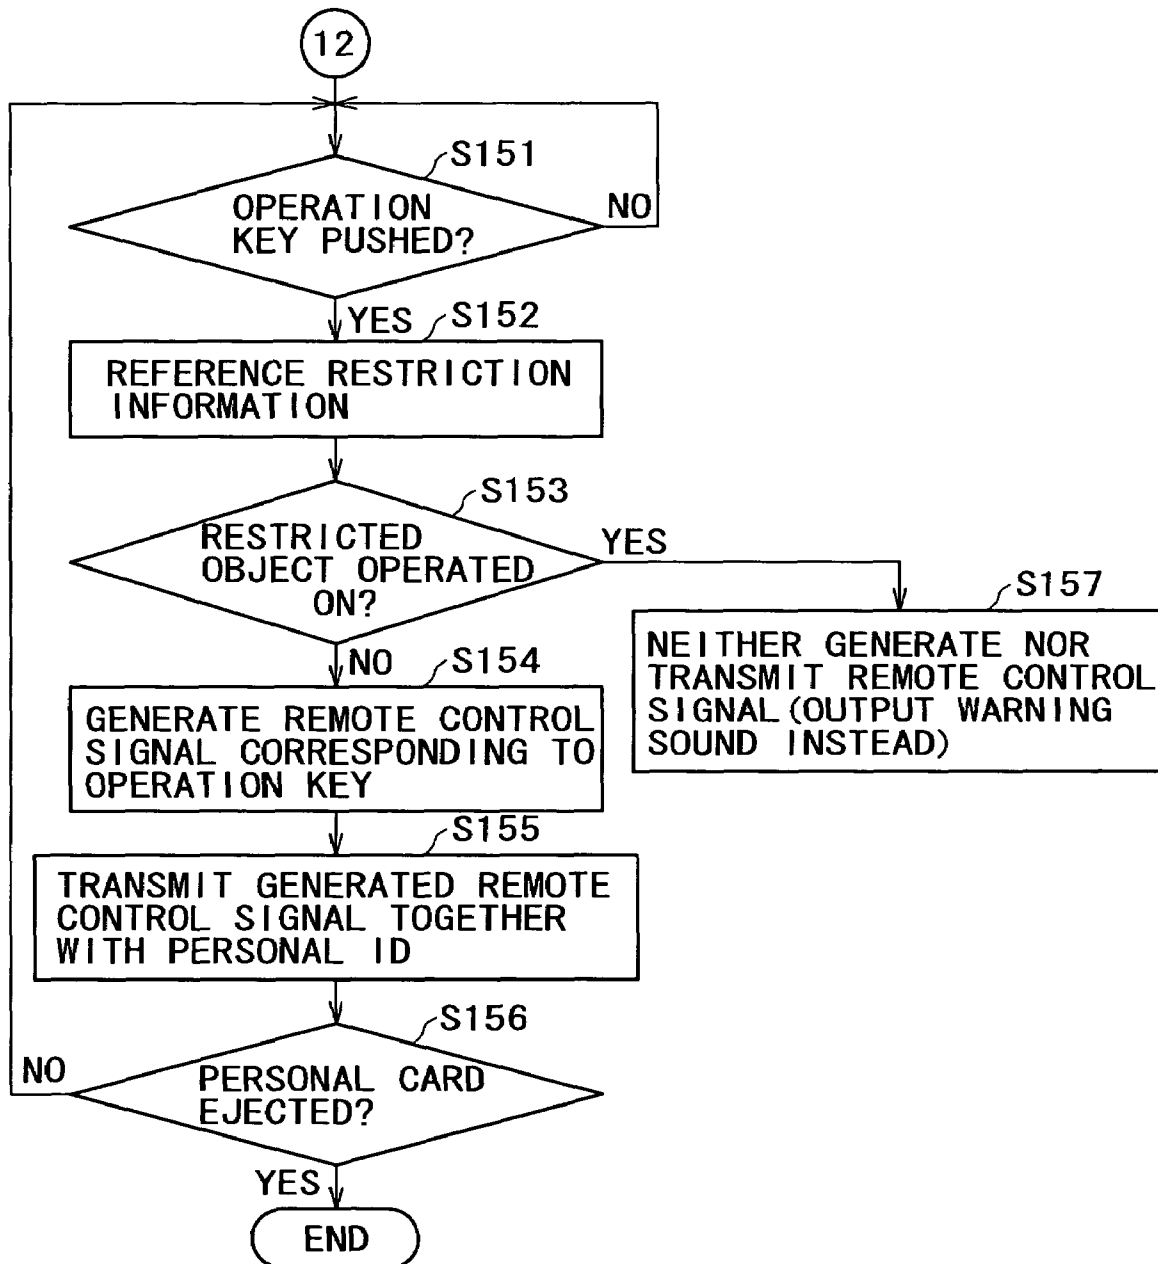 12
S151
OPERATION
KEY PUSHED?
NO
YES
S152
REFERENCE RESTRICTION
INFORMATION
S153
RESTRICTED
OBJECT OPERATED
ON?
YES
S157
NEITHER GENERATE NOR
TRANSMIT REMOTE CONTROL
SIGNAL(OUTPUT WARNING
SOUND INSTEAD)
NO
S154
GENERATE REMOTE CONTROL
SIGNAL CORRESPONDING TO
OPERATION KEY
S155
TRANSMIT GENERATED REMOTE
CONTROL SIGNAL TOGETHER
WITH PERSONAL ID
S156
NO
PERSONAL CARD
EJECTED?
YES
END